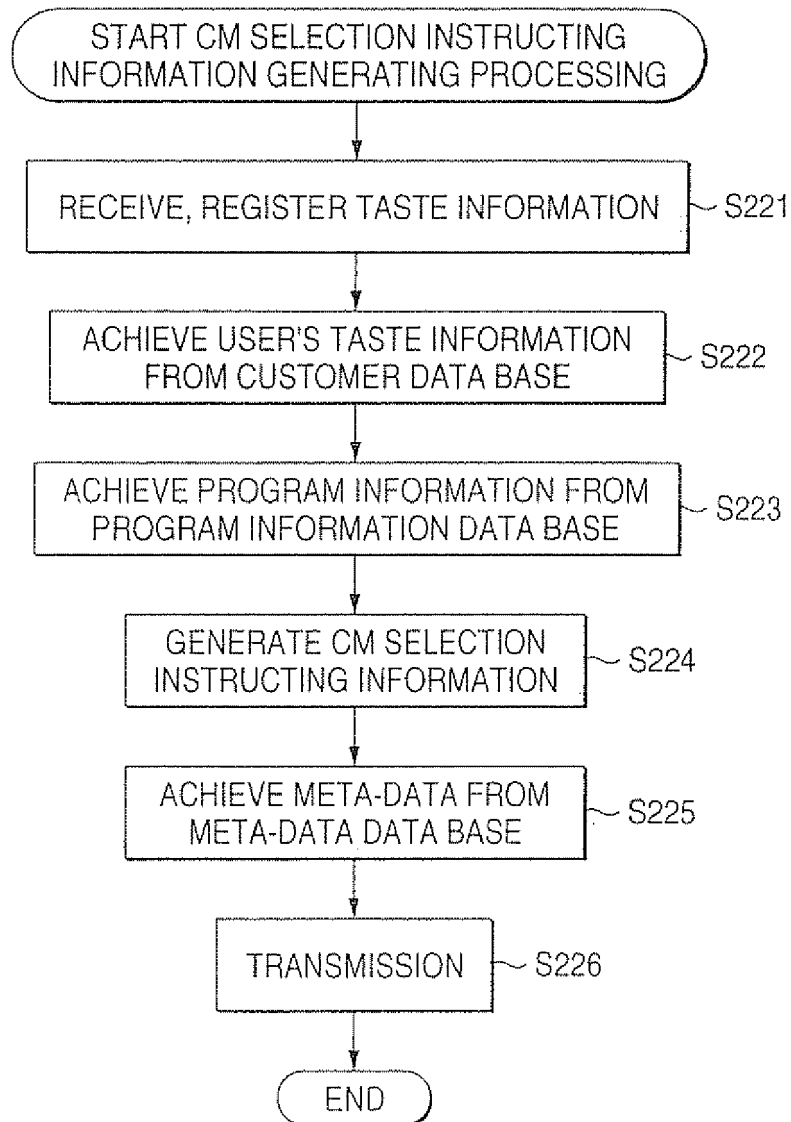 START CM SELECTION INSTRUCTING
INFORMATION GENERATING PROCESSING
RECEIVE, REGISTER TASTE INFORMATION
S221
ACHIEVE USER'S TASTE INFORMATION
FROM CUSTOMER DATA BASE
S222
ACHIEVE PROGRAM INFORMATION FROM
PROGRAM INFORMATION DATA BASE
S223
GENERATE CM SELECTION
INSTRUCTING INFORMATION
S224
ACHIEVE META-DATA FROM
META-DATA DATA BASE
S225
TRANSMISSION
S226
END